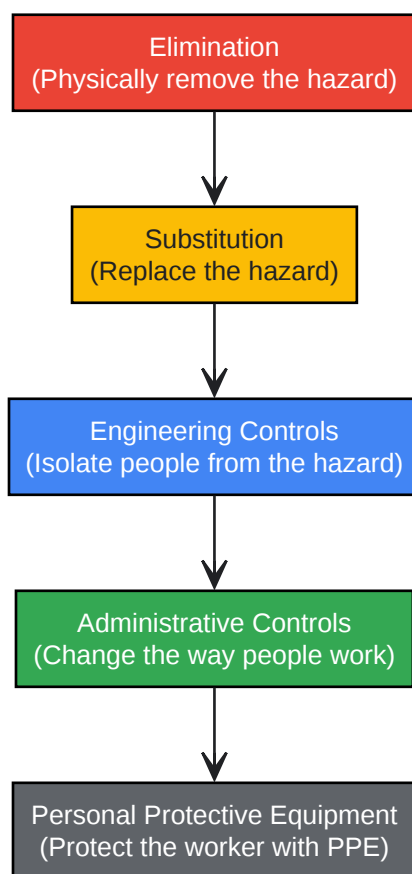 Elimination
(Physically remove the hazard)
Substitution
(Replace the hazard)
Engineering Controls
(Isolate people from the hazard)
Administrative Controls
(Change the way people work)
Personal Protective Equipment
(Protect the worker with PPE)